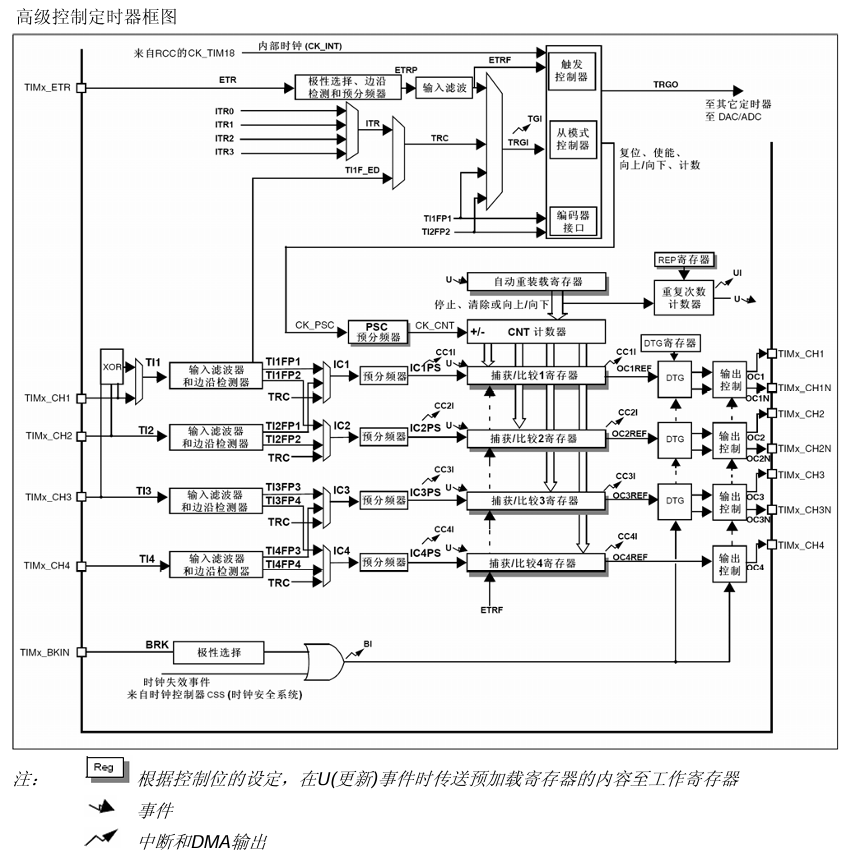 高级控制定时器框图
内部时钟 (CK_INT)
来自RCC的CK_TIM18
ETRP
ETRF
TIMx_ETR
ETR
极性选择、边沿
检测和预分频器
输入滤波
触发
控制器
TRGO
至其它定时器
至 DAC/ADC
ITR0
ITR1
ITR2
ITR3
ITR
TRC
TI1F_ED
TGI
TRGI
从模式
控制器
复位、使能、
向上/向下、计数
TI1FP1
TI2FP2
编码器
接口
REP寄存器
U
自动重装载寄存器
UI
重复次数
计数器
U
停止、清除或向上/向下
CK_PSC
PSC
预分频器
CK_CNT
+/-
CNT 计数器
DTG寄存器
XOR
TI1
输入滤波器
和边沿检测器
TI1FP1
TI1FP2
TRC
IC1
预分频器
IC1PS
CC1I
U
捕获/比较1寄存器
CC1I
OC1REF
DTG
输出
控制
OC1
OC1N
TIMx_CH1
TIMx_CH1N
TIMx_CH1
TIMx_CH2
TI2
输入滤波器
和边沿检测器
TI2FP1
TI2FP2
TRC
IC2
预分频器
IC2PS
CC2I
U
捕获/比较2寄存器
CC2I
OC2REF
DTG
输出
控制
OC2
OC2N
TIMx_CH2
TIMx_CH2N
TIMx_CH3
TI3
输入滤波器
和边沿检测器
TI3FP3
TI3FP4
TRC
IC3
预分频器
IC3PS
CC3I
U
捕获/比较3寄存器
CC3I
OC3REF
DTG
输出
控制
OC3
OC3N
TIMx_CH3
TIMx_CH3N
TIMx_CH4
TI4
输入滤波器
和边沿检测器
TI4FP3
TI4FP4
TRC
IC4
预分频器
IC4PS
CC4I
U
捕获/比较4寄存器
CC4I
OC4REF
输出
控制
OC4
TIMx_CH4
ETRF
TIMx_BKIN
BRK
极性选择
BI
时钟失效事件
来自时钟控制器 CSS (时钟安全系统)
注：
Reg
根据控制位的设定，在U(更新)事件时传送预加载寄存器的内容至工作寄存器
事件
中断和DMA输出